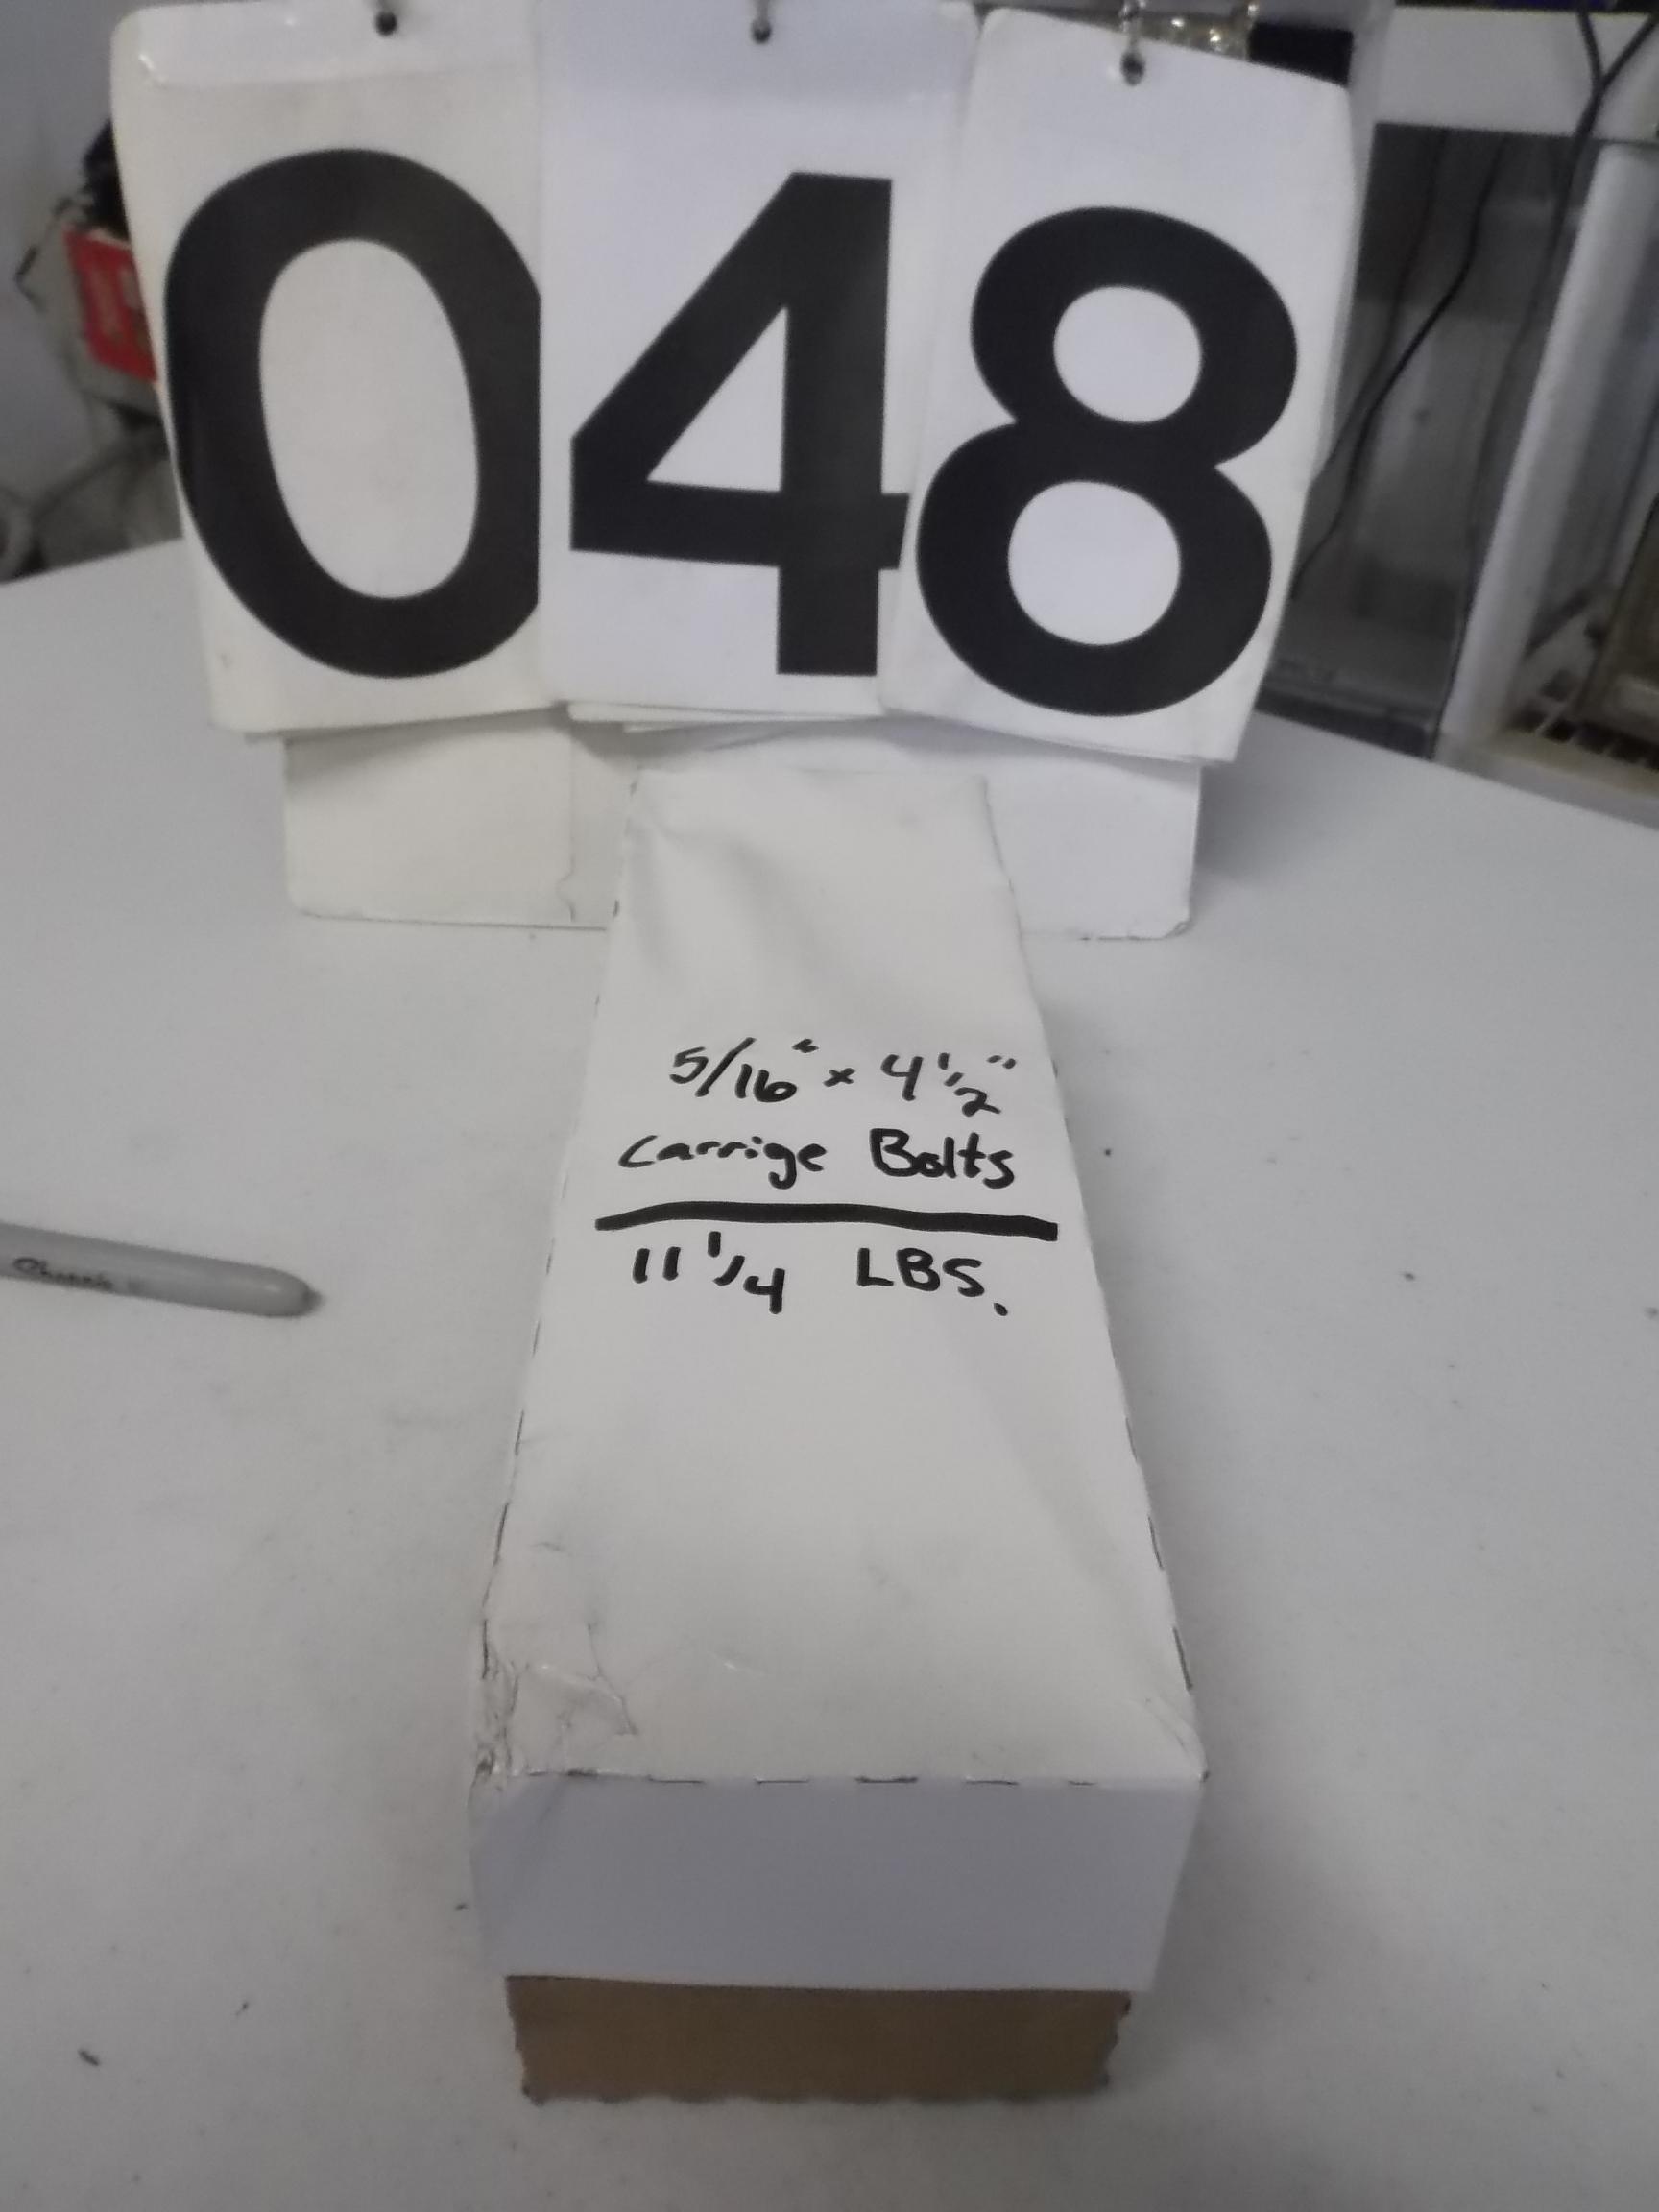 048
5/16" x 4 1/2"
Carrige Bolts
11 1/4 LBS.